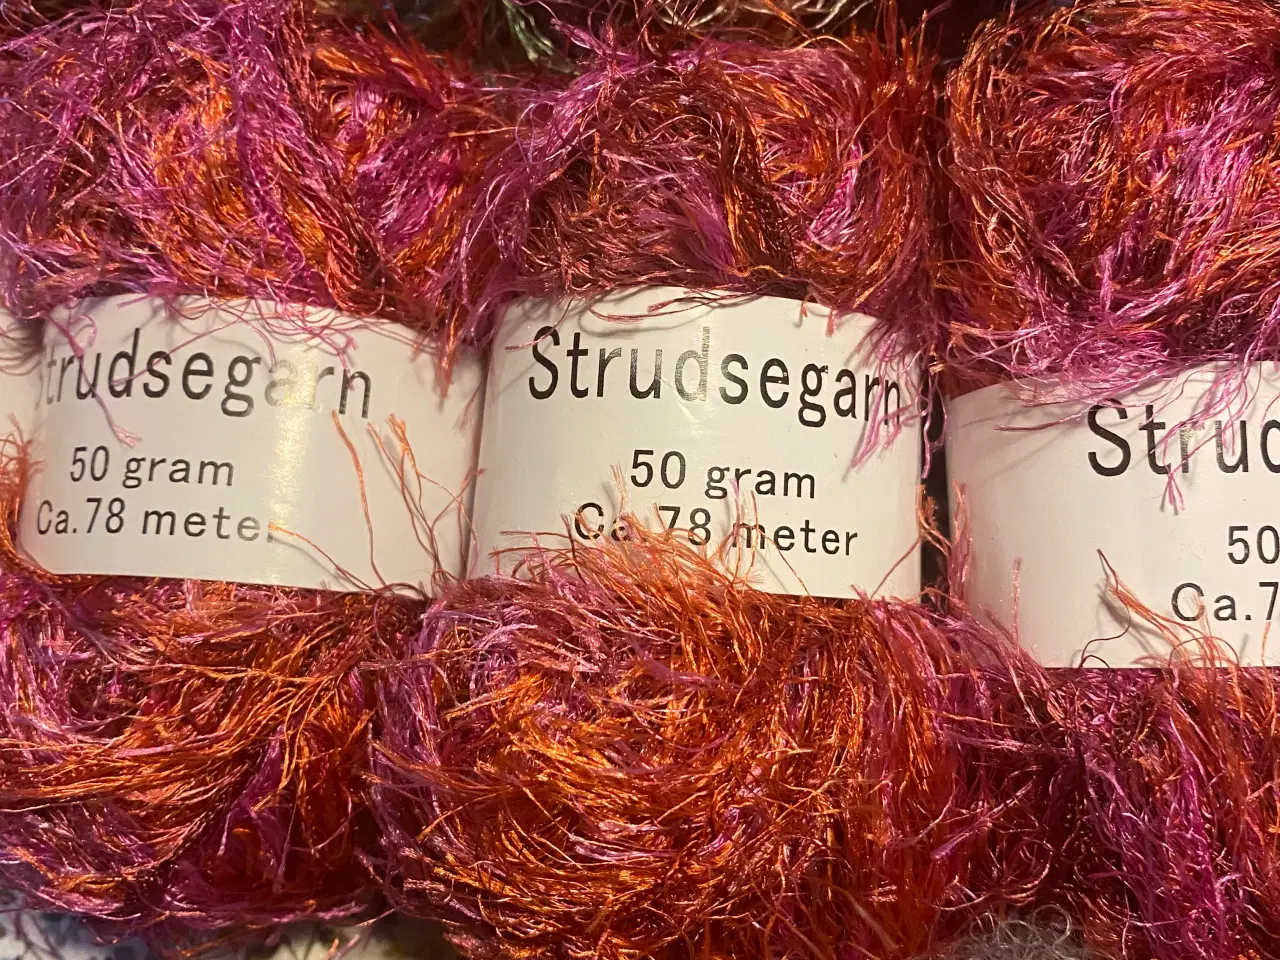 Strudsegarn
50 gram
Ca.78 meter
Strudsegarn
50 gram
Ca.78 meter
Strud
50
Ca.7